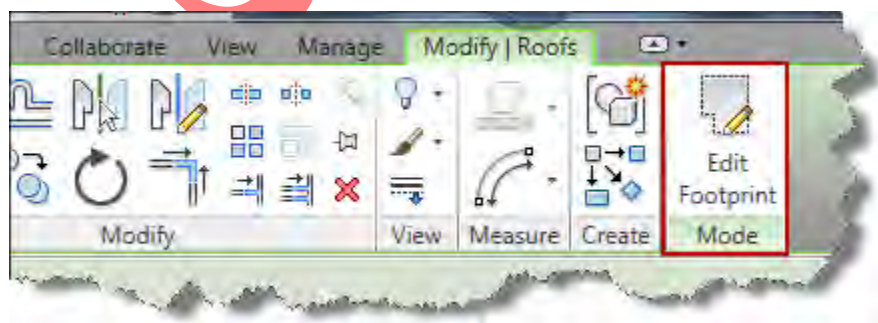 Collaborate View Manage Modify | Roofs
Edit
Footprint
Modify View Measure Create Mode